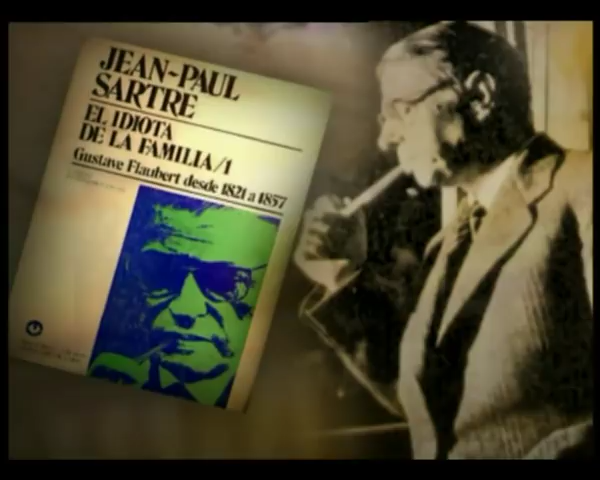 JEAN-PAUL
SARTRE
EL IDIOTA
DE LA FAMILIA/1
Gustave Flaubert desde 1821 a 1857